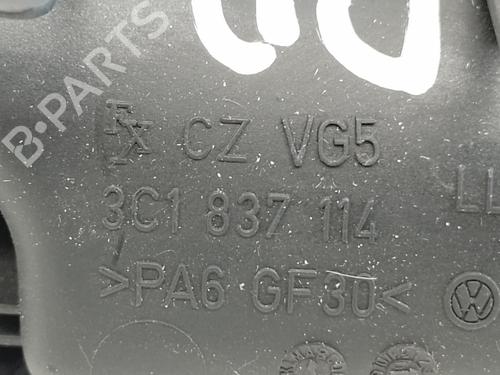 CZ VG5
3C1 837 114
>PA6 GF30<
B-PARTS